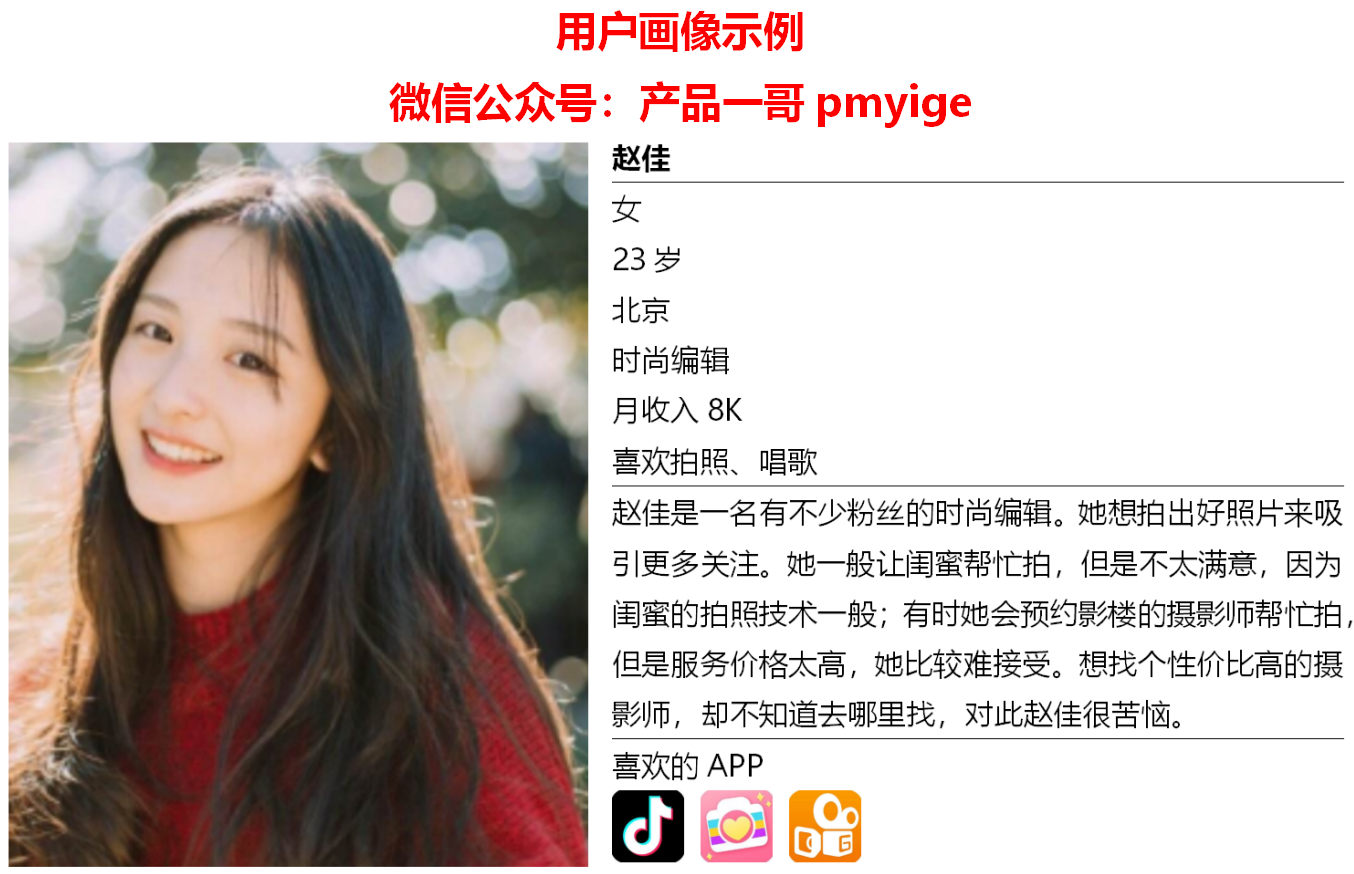 用户画像示例
微信公众号：产品一哥 pmyige
赵佳
女
23 岁
北京
时尚编辑
月收入 8K
喜欢拍照、唱歌
赵佳是一名有不少粉丝的时尚编辑。她想拍出好照片来吸
引更多关注。她一般让闺蜜帮忙拍，但是不太满意，因为
闺蜜的拍照技术一般；有时她会预约影楼的摄影师帮忙拍，
但是服务价格太高，她比较难接受。想找个性价比高的摄
影师，却不知道去哪里找，对此赵佳很苦恼。
喜欢的 APP